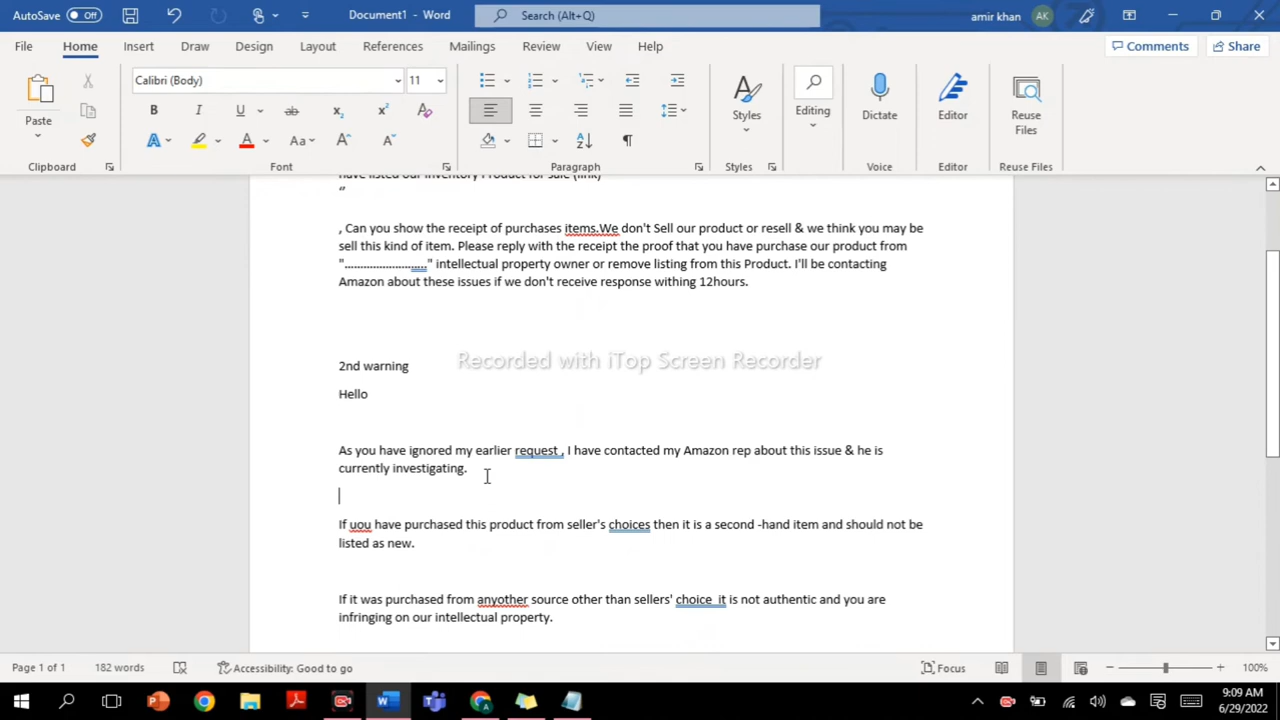 AutoSave Off Document1 - Word Search (Alt+Q) amir khan AK
File Home Insert Draw Design Layout References Mailings Review View Help Comments Share
Calibri (Body) 11
Paste Styles Editing Dictate Editor Reuse Files
Clipboard Font Paragraph Styles Voice Editor Reuse Files
have listed our inventory Product for sale (link)
“
, Can you show the receipt of purchases items.We don't Sell our product or resell & we think you may be
sell this kind of item. Please reply with the receipt the proof that you have purchase our product from
"............................" intellectual property owner or remove listing from this Product. I'll be contacting
Amazon about these issues if we don't receive response withing 12hours.
2nd warning
Recorded with iTop Screen Recorder
Hello
As you have ignored my earlier request , I have contacted my Amazon rep about this issue & he is
currently investigating.
If uou have purchased this product from seller's choices then it is a second -hand item and should not be
listed as new.
If it was purchased from anyother source other than sellers' choice it is not authentic and you are
infringing on our intellectual property.
Page 1 of 1 182 words Accessibility: Good to go Focus 100%
9:09 AM
6/29/2022